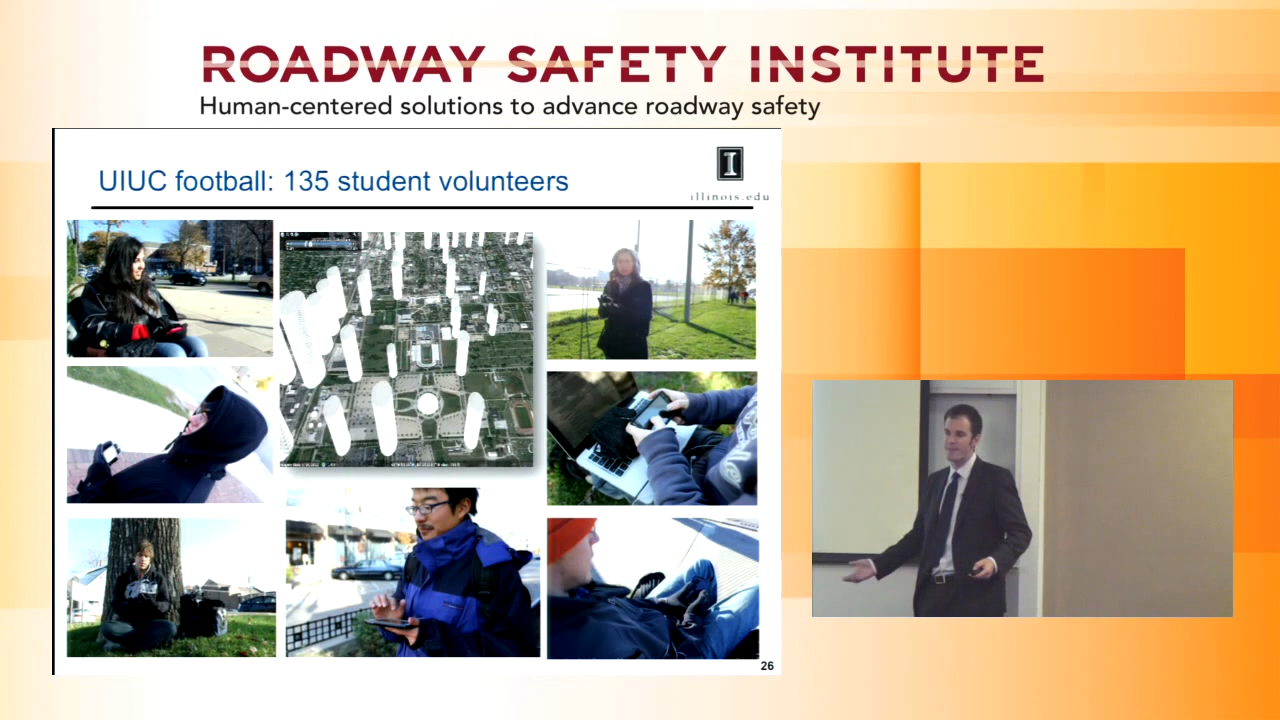 ROADWAY SAFETY INSTITUTE
Human-centered solutions to advance roadway safety
UIUC football: 135 student volunteers
I
illinois.edu
26